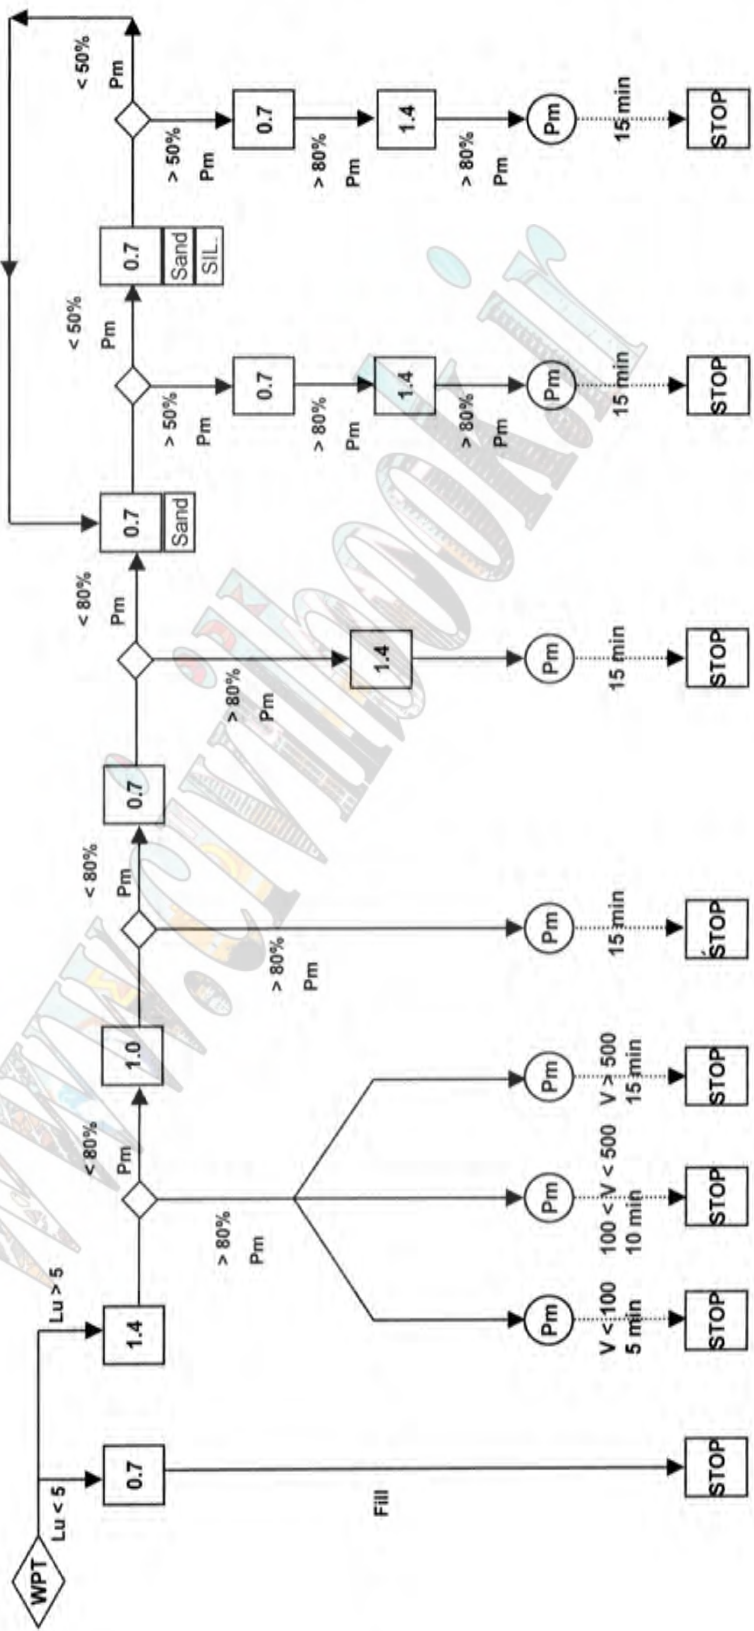 WPT
Lu < 5
Lu > 5
0.7
Fill
STOP
1.4
< 80%
Pm
> 80%
Pm
Pm
V < 100
5 min
STOP
Pm
100 < V < 500
10 min
STOP
Pm
V > 500
15 min
STOP
1.0
< 80%
Pm
> 80%
Pm
Pm
15 min
STOP
0.7
< 80%
Pm
> 80%
Pm
1.4
Pm
15 min
STOP
0.7
Sand
< 50%
Pm
> 50%
Pm
0.7
> 80%
Pm
1.4
> 80%
Pm
Pm
15 min
STOP
0.7
Sand
SIL.
< 50%
Pm
> 50%
Pm
0.7
> 80%
Pm
1.4
> 80%
Pm
Pm
15 min
STOP
www.civilbook.ir